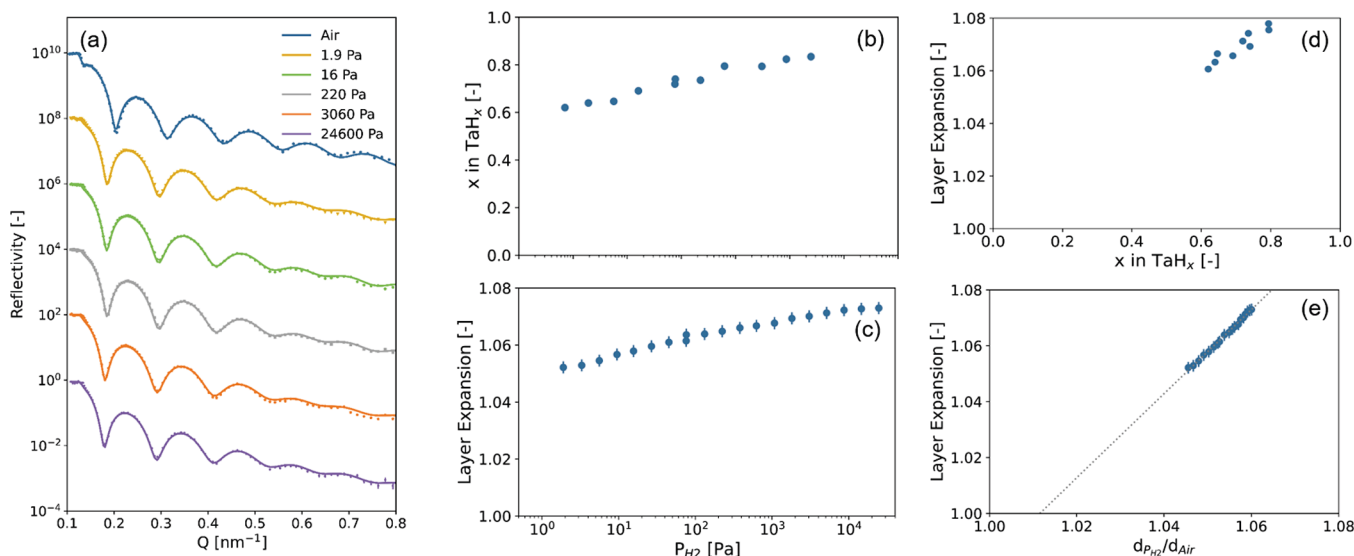 (a)
Air
1.9 Pa
16 Pa
220 Pa
3060 Pa
24600 Pa
Reflectivity [-]
10¹⁰
10⁸
10⁶
10⁴
10²
10⁰
10⁻²
10⁻⁴
0.1 0.2 0.3 0.4 0.5 0.6 0.7 0.8
Q [nm⁻¹]
(b)
x in TaHₓ [-]
1.0
0.8
0.6
0.4
0.2
0.0
(c)
Layer Expansion [-]
1.08
1.06
1.04
1.02
1.00
10⁰ 10¹ 10² 10³ 10⁴
P_H2 [Pa]
(d)
Layer Expansion [-]
1.08
1.06
1.04
1.02
1.00
0.0 0.2 0.4 0.6 0.8 1.0
x in TaHₓ [-]
(e)
Layer Expansion [-]
1.08
1.06
1.04
1.02
1.00
1.00 1.02 1.04 1.06 1.08
d_P_H2/d_Air